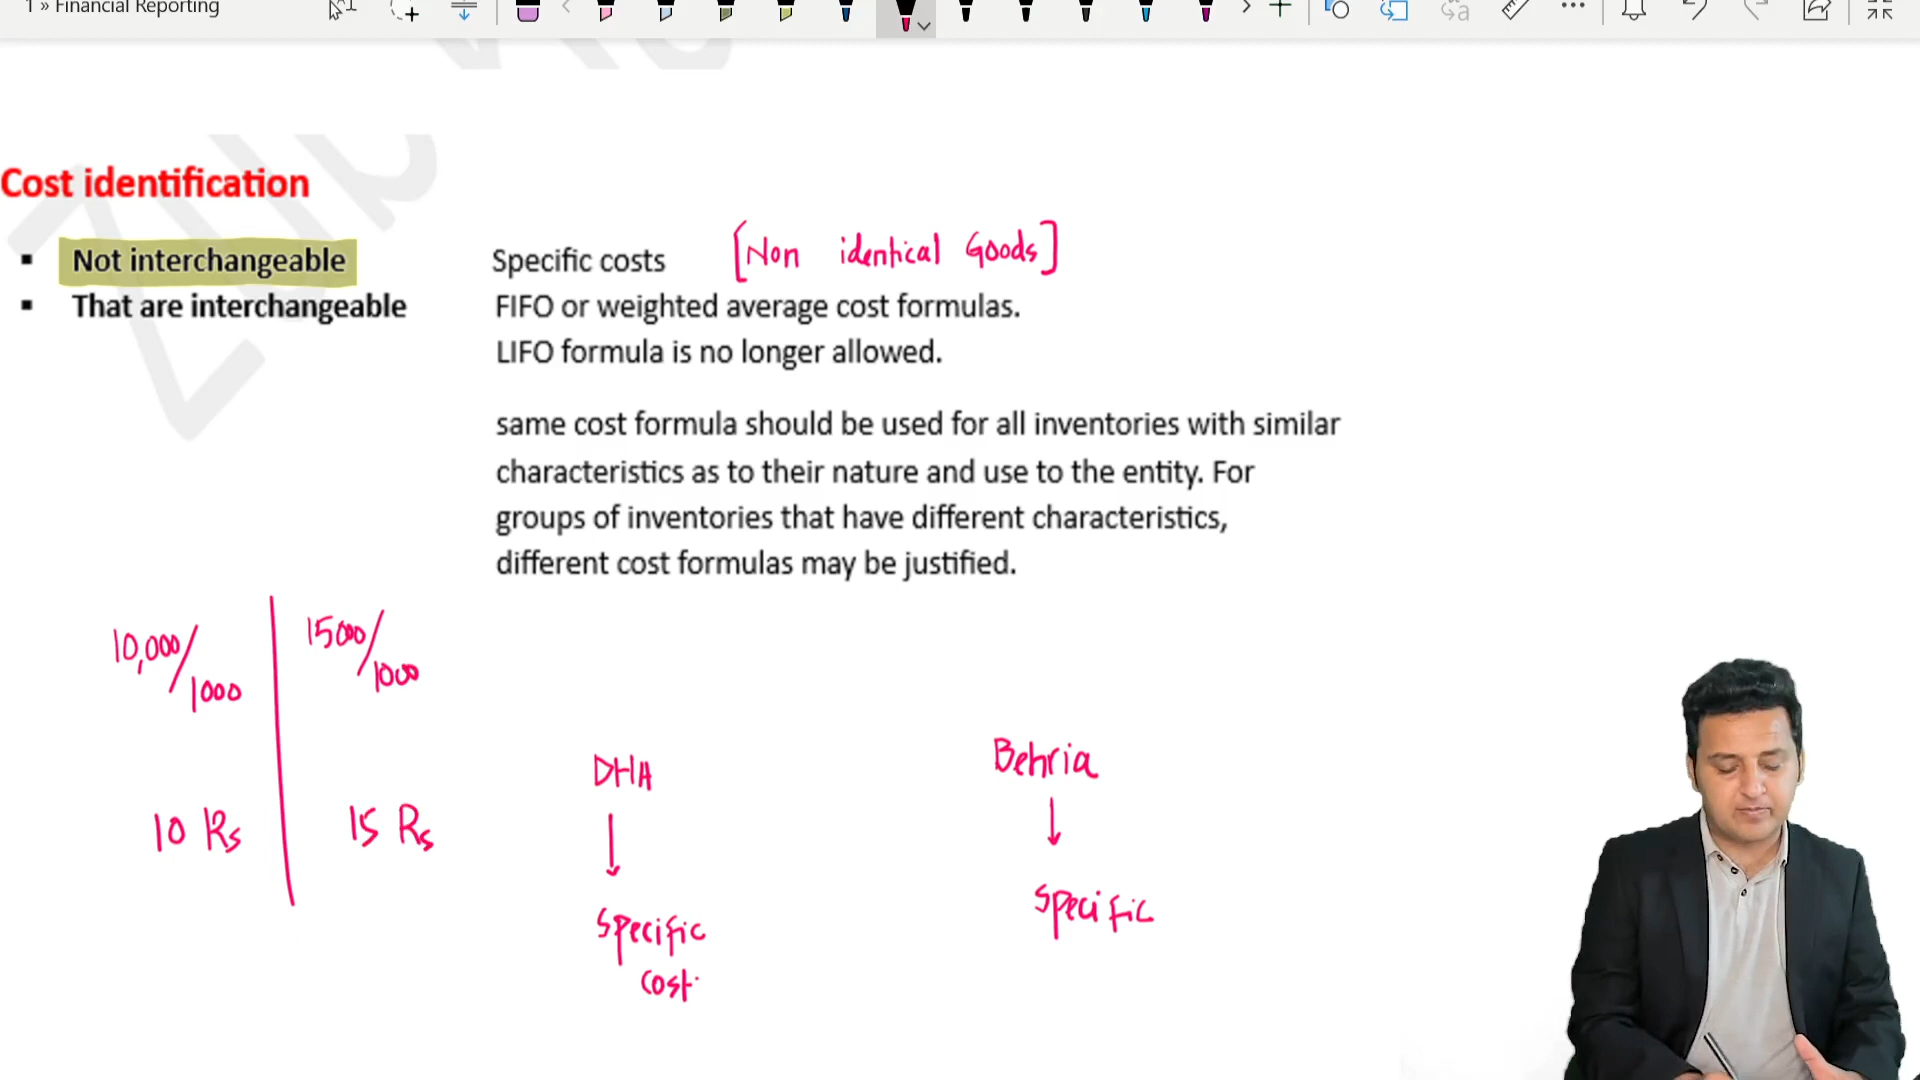 1 » Financial Reporting
Cost identification
▪ Not interchangeable Specific costs [Non identical Goods]
▪ That are interchangeable FIFO or weighted average cost formulas.
LIFO formula is no longer allowed.
same cost formula should be used for all inventories with similar
characteristics as to their nature and use to the entity. For
groups of inventories that have different characteristics,
different cost formulas may be justified.
10,000/1000 15000/1000
10 Rs 15 Rs
DHA Behria
↓ ↓
Specific Specific
cost